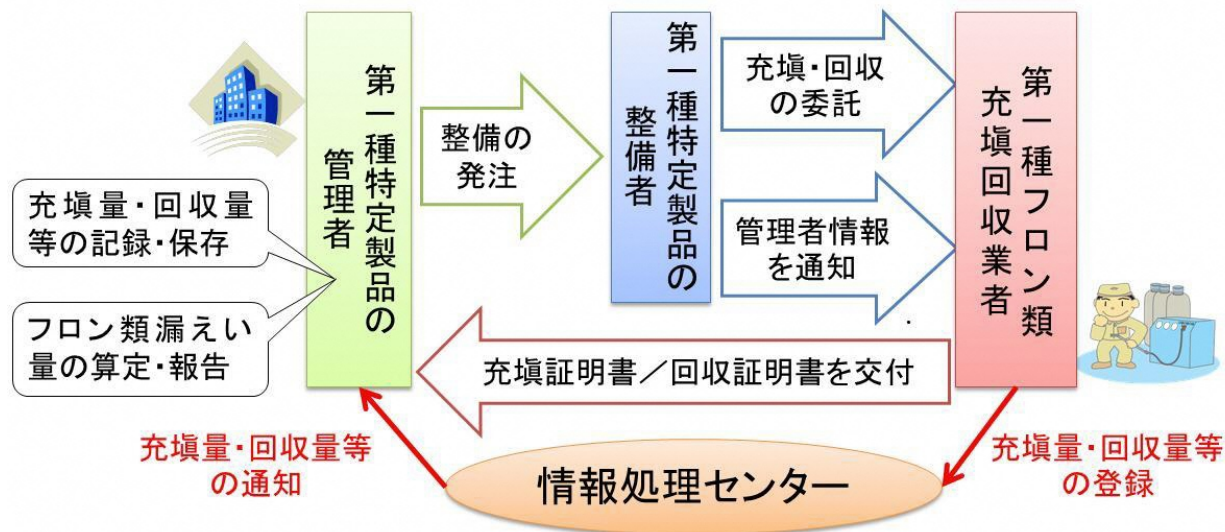 第一種特定製品の
管理者
整備の
発注
第一種特定製品の
整備者
充塡・回収
の委託
管理者情報
を通知
第一種フロン類
充塡回収業者
充塡量・回収量
等の記録・保存
フロン類漏えい
量の算定・報告
充塡証明書／回収証明書を交付
充塡量・回収量等
の通知
情報処理センター
充塡量・回収量等
の登録